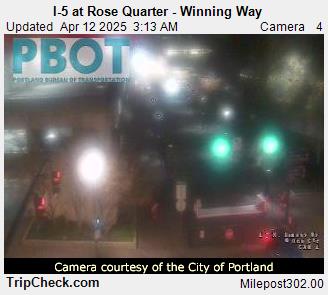 I-5 at Rose Quarter - Winning Way
Updated Apr 12 2025 3:13 AM Camera 4
PBOT
PORTLAND BUREAU OF TRANSPORTATION
Camera courtesy of the City of Portland
TripCheck.com Milepost302.00